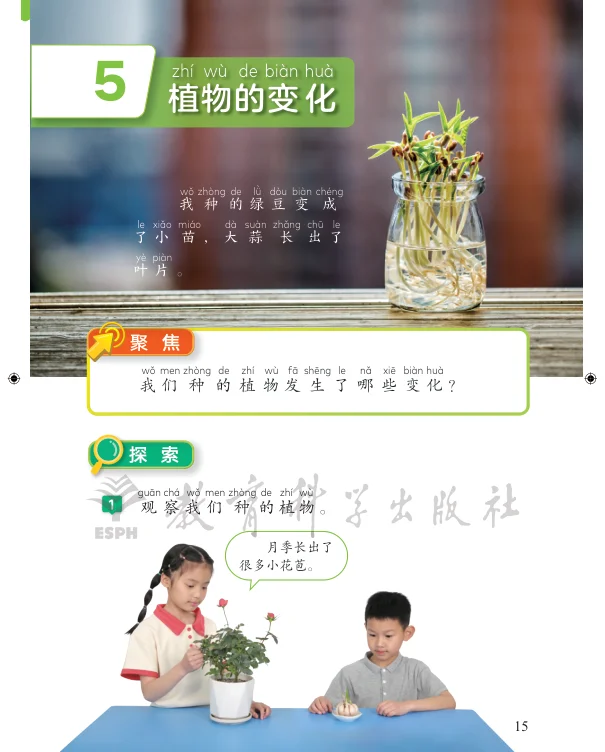 5
zhí wù de biàn huà
植物的变化
wǒ zhòng de lǜ dòu biàn chéng
我种的绿豆变成
le xiǎo miáo dà suàn zhǎng chū le
了小苗，大蒜长出了
yè piàn
叶片。
聚焦
wǒ men zhòng de zhí wù fā shēng le nǎ xiē biàn huà
我们种的植物发生了哪些变化？
探索
guān chá wǒ men zhòng de zhí wù
1 观察我们种的植物。
ESPH
教育科学出版社
月季长出了
很多小花苞。
15